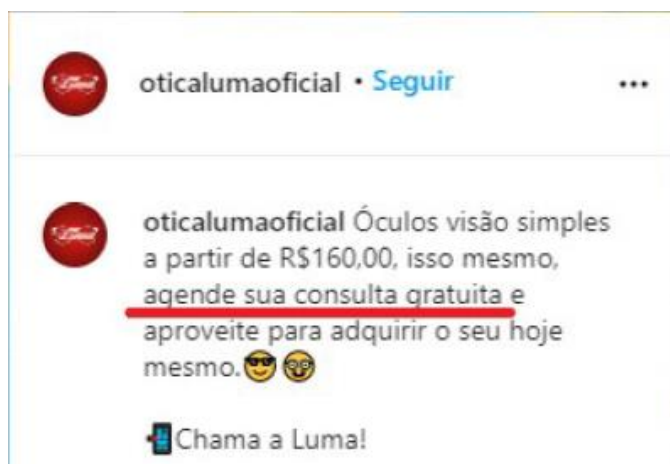 oticalumaoficial • Seguir
oticalumaoficial Óculos visão simples
a partir de R$160,00, isso mesmo,
agende sua consulta gratuita e
aproveite para adquirir o seu hoje
mesmo.😎🤓
📲Chama a Luma!